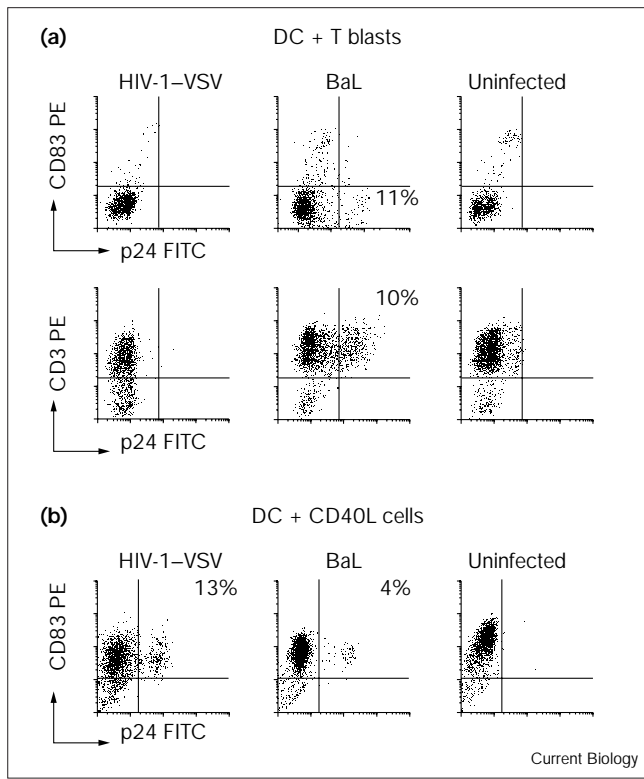 (a) DC + T blasts
HIV-1–VSV BaL Uninfected
CD83 PE
11%
p24 FITC
10%
CD3 PE
p24 FITC
(b) DC + CD40L cells
HIV-1–VSV BaL Uninfected
13% 4%
CD83 PE
p24 FITC
Current Biology